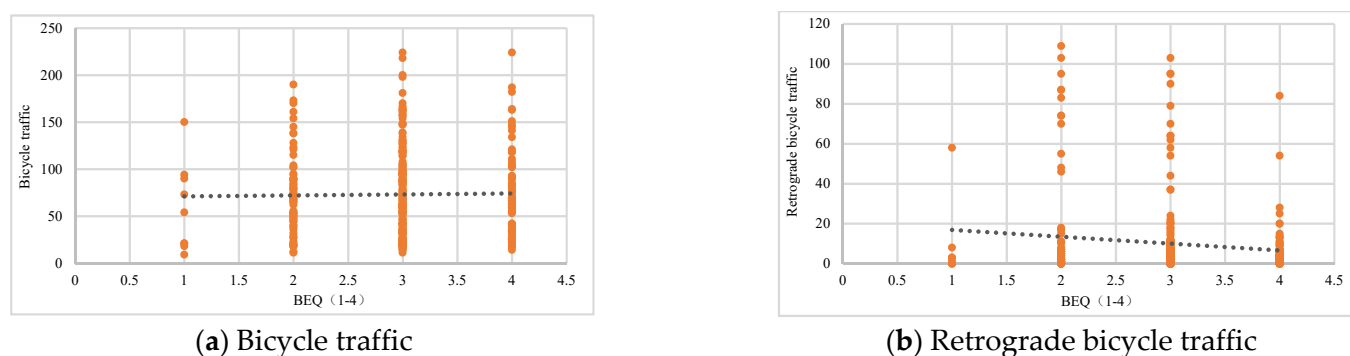 250
200
150
100
50
0
Bicycle traffic
0 0.5 1 1.5 2 2.5 3 3.5 4 4.5
BEQ（1-4）
(a) Bicycle traffic
120
100
80
60
40
20
0
Retrograde bicycle traffic
0 0.5 1 1.5 2 2.5 3 3.5 4 4.5
BEQ（1-4）
(b) Retrograde bicycle traffic